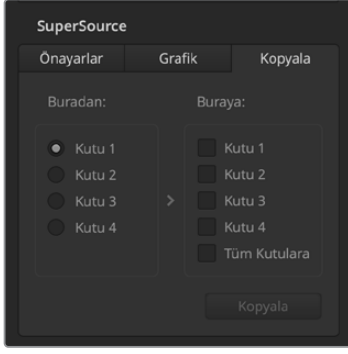 SuperSource
Önayarlar Grafik Kopyala
Buradan: Buraya:
Kutu 1 Kutu 1
Kutu 2 Kutu 2
Kutu 3 > Kutu 3
Kutu 4 Kutu 4
Tüm Kutulara
Kopyala